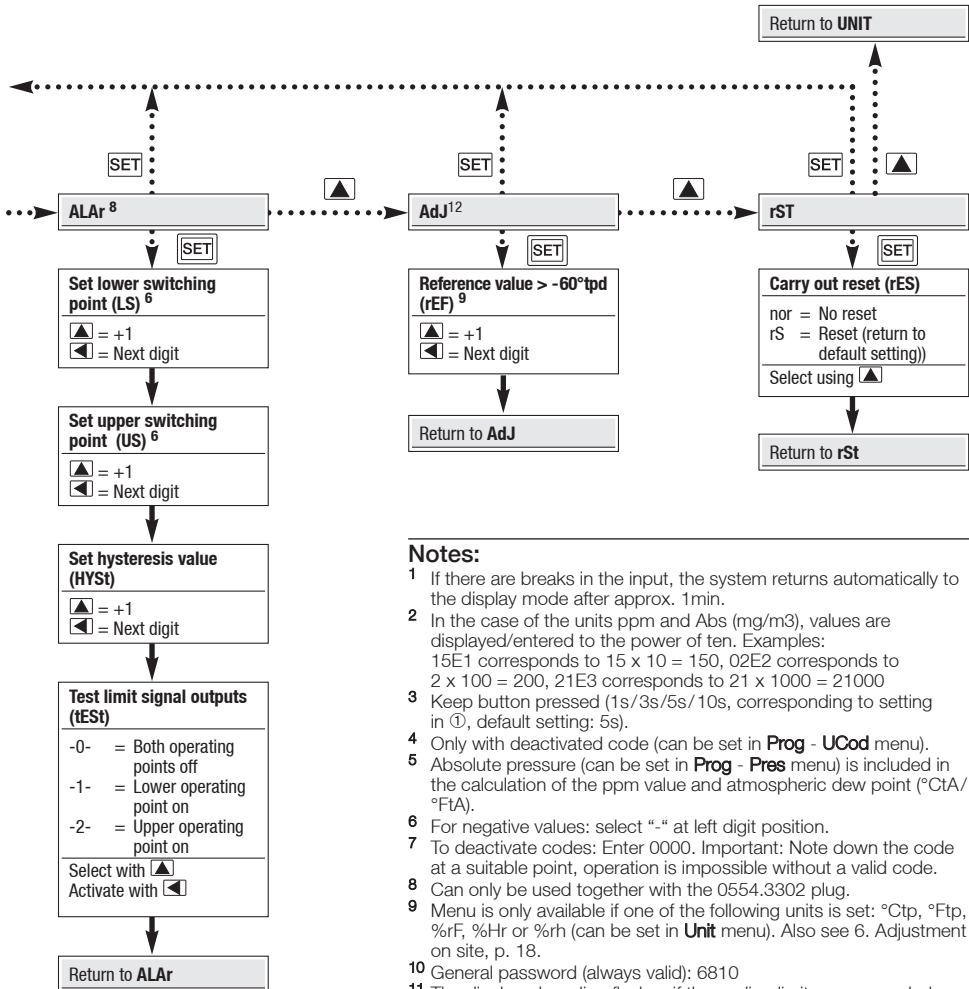 Return to UNIT
SET
SET
SET ▲
ALAr 8
▲
AdJ12
▲
rST
SET
Set lower switching
point (LS) 6
▲ = +1
◄ = Next digit
Set upper switching
point (US) 6
▲ = +1
◄ = Next digit
Set hysteresis value
(HYSt)
▲ = +1
◄ = Next digit
Test limit signal outputs
(tESt)
-0- = Both operating
points off
-1- = Lower operating
point on
-2- = Upper operating
point on
Select with ▲
Activate with ◄
Return to ALAr
SET
Reference value > -60°tpd
(rEF) 9
▲ = +1
◄ = Next digit
Return to AdJ
SET
Carry out reset (rES)
nor = No reset
rS = Reset (return to
default setting))
Select using ▲
Return to rSt
Notes:
1 If there are breaks in the input, the system returns automatically to
the display mode after approx. 1min.
2 In the case of the units ppm and Abs (mg/m3), values are
displayed/entered to the power of ten. Examples:
15E1 corresponds to 15 x 10 = 150, 02E2 corresponds to
2 x 100 = 200, 21E3 corresponds to 21 x 1000 = 21000
3 Keep button pressed (1s/3s/5s/10s, corresponding to setting
in ①, default setting: 5s).
4 Only with deactivated code (can be set in Prog - UCod menu).
5 Absolute pressure (can be set in Prog - Pres menu) is included in
the calculation of the ppm value and atmospheric dew point (°CtA/
°FtA).
6 For negative values: select "-" at left digit position.
7 To deactivate codes: Enter 0000. Important: Note down the code
at a suitable point, operation is impossible without a valid code.
8 Can only be used together with the 0554.3302 plug.
9 Menu is only available if one of the following units is set: °Ctp, °Ftp,
%rF, %Hr or %rh (can be set in Unit menu). Also see 6. Adjustment
on site, p. 18.
10 General password (always valid): 6810